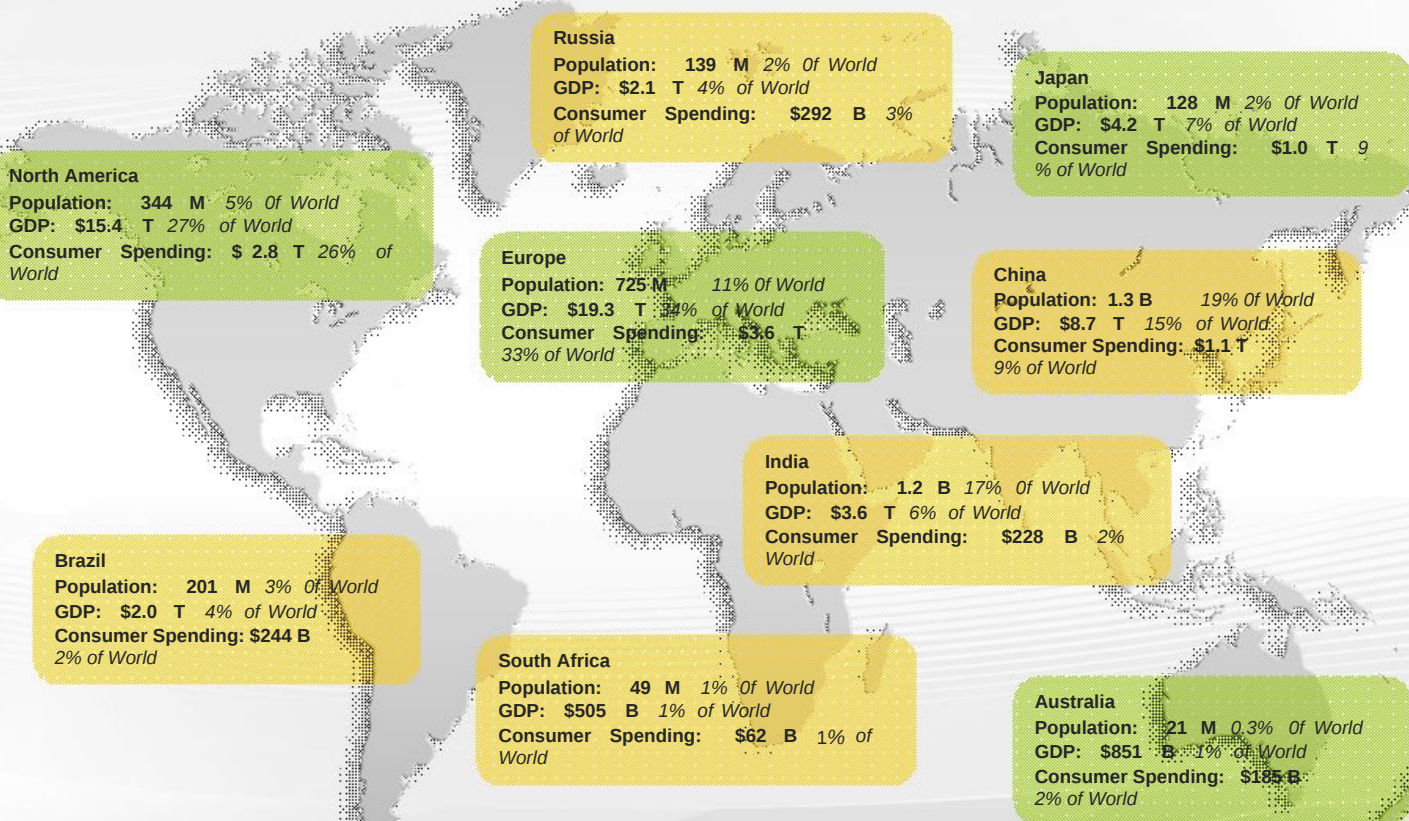 Russia
Population: 139 M 2% 0f World
GDP: $2.1 T 4% of World
Consumer Spending: $292 B 3%
of World
Japan
Population: 128 M 2% 0f World
GDP: $4.2 T 7% of World
Consumer Spending: $1.0 T 9
% of World
North America
Population: 344 M 5% 0f World
GDP: $15.4 T 27% of World
Consumer Spending: $ 2.8 T 26% of
World
Europe
Population: 725 M 11% 0f World
GDP: $19.3 T 34% of World
Consumer Spending: $3.6 T
33% of World
China
Population: 1.3 B 19% 0f World
GDP: $8.7 T 15% of World
Consumer Spending: $1.1 T
9% of World
India
Population: 1.2 B 17% 0f World
GDP: $3.6 T 6% of World
Consumer Spending: $228 B 2%
World
Brazil
Population: 201 M 3% 0f World
GDP: $2.0 T 4% of World
Consumer Spending: $244 B
2% of World
South Africa
Population: 49 M 1% 0f World
GDP: $505 B 1% of World
Consumer Spending: $62 B 1% of
World
Australia
Population: 21 M 0.3% 0f World
GDP: $851 B 1% of World
Consumer Spending: $185 B
2% of World